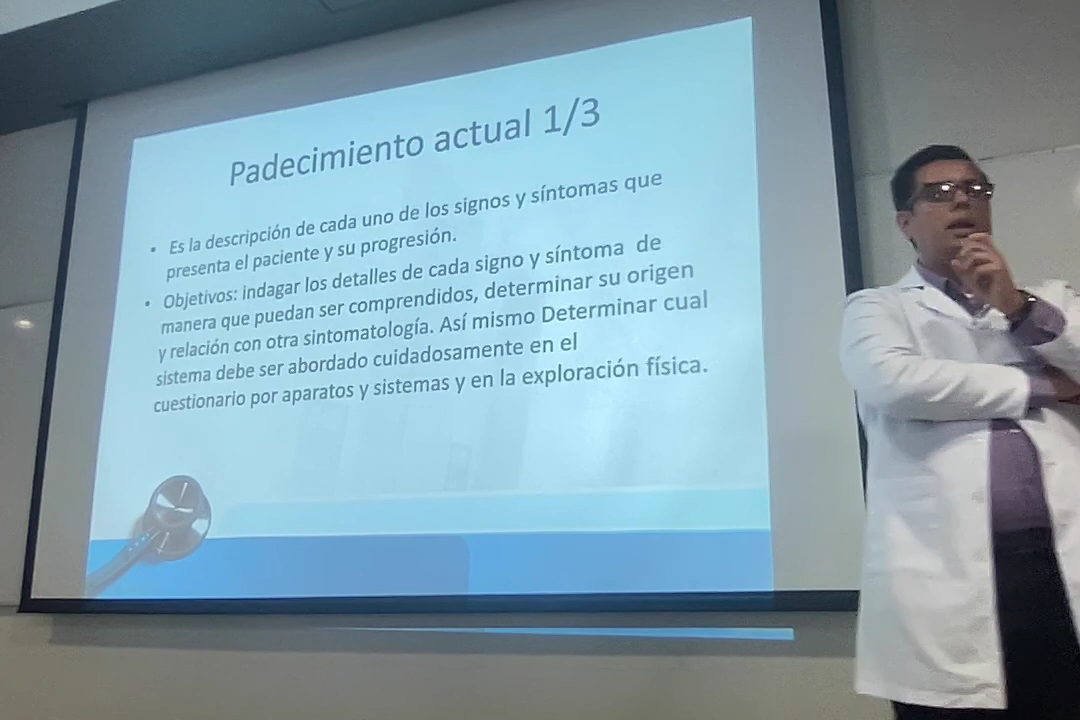 Padecimiento actual 1/3
• Es la descripción de cada uno de los signos y síntomas que
presenta el paciente y su progresión.
• Objetivos: indagar los detalles de cada signo y síntoma de
manera que puedan ser comprendidos, determinar su origen
y relación con otra sintomatología. Así mismo Determinar cual
sistema debe ser abordado cuidadosamente en el
cuestionario por aparatos y sistemas y en la exploración física.